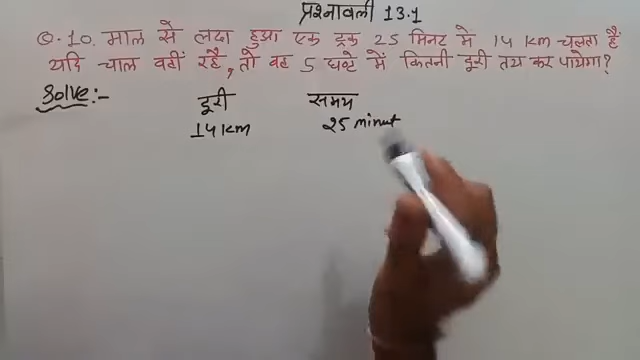 प्रश्नावली 13.1
Q.10. माल से लदा हुआ एक ट्रक 25 मिनट मे 14 km चलता है
यदि चाल वहीं रहै, तो वह 5 घण्टे में कितनी दूरी तय कर पायेगा?
Solve:-
दूरी समय
14 km 25 minut